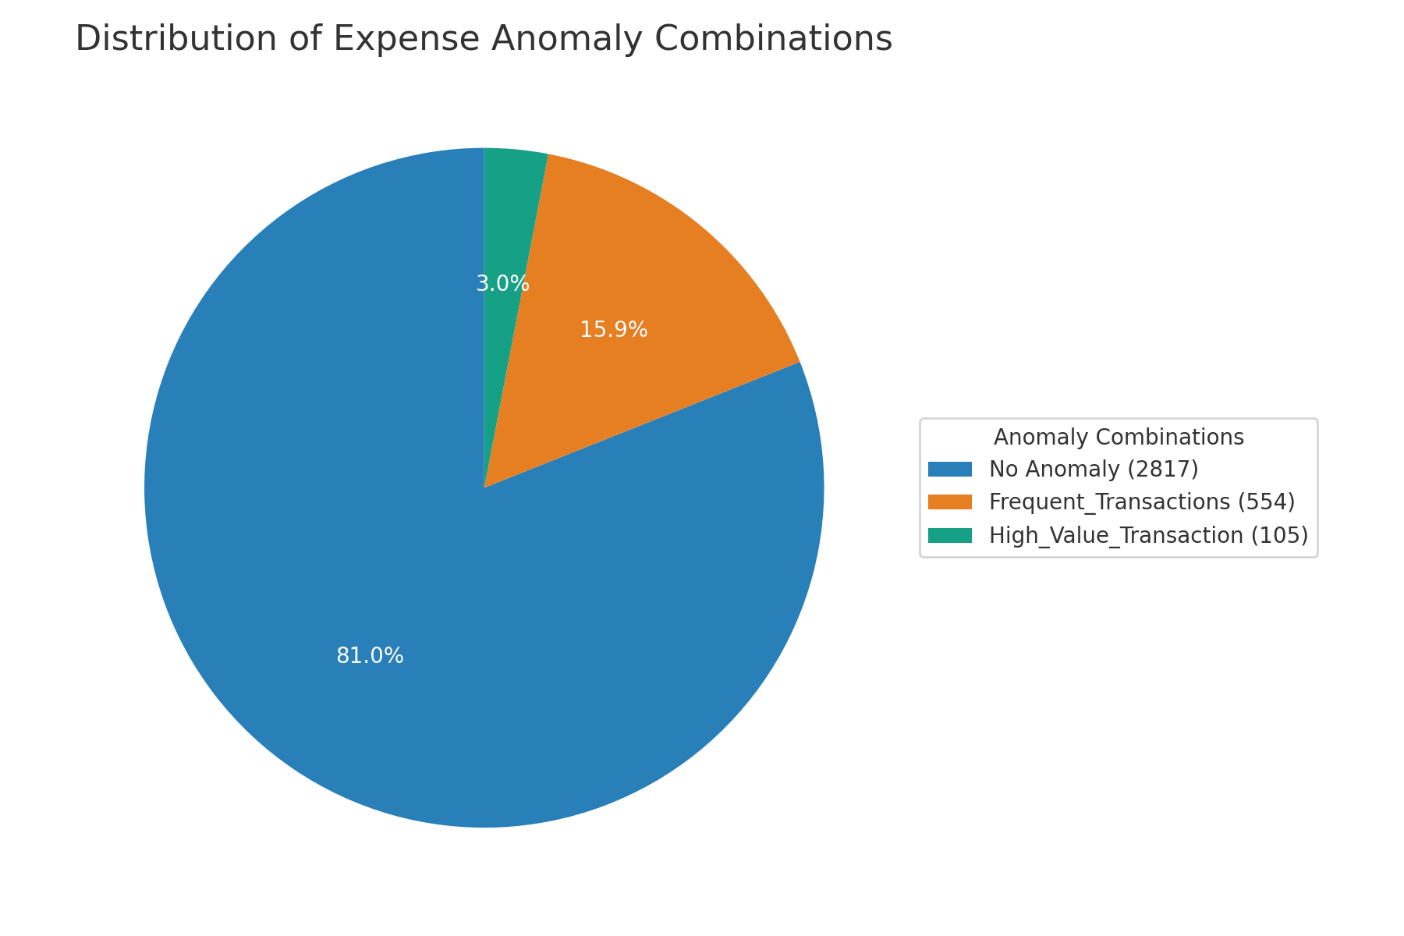 Distribution of Expense Anomaly Combinations
3.0%
15.9%
81.0%
Anomaly Combinations
No Anomaly (2817)
Frequent_Transactions (554)
High_Value_Transaction (105)